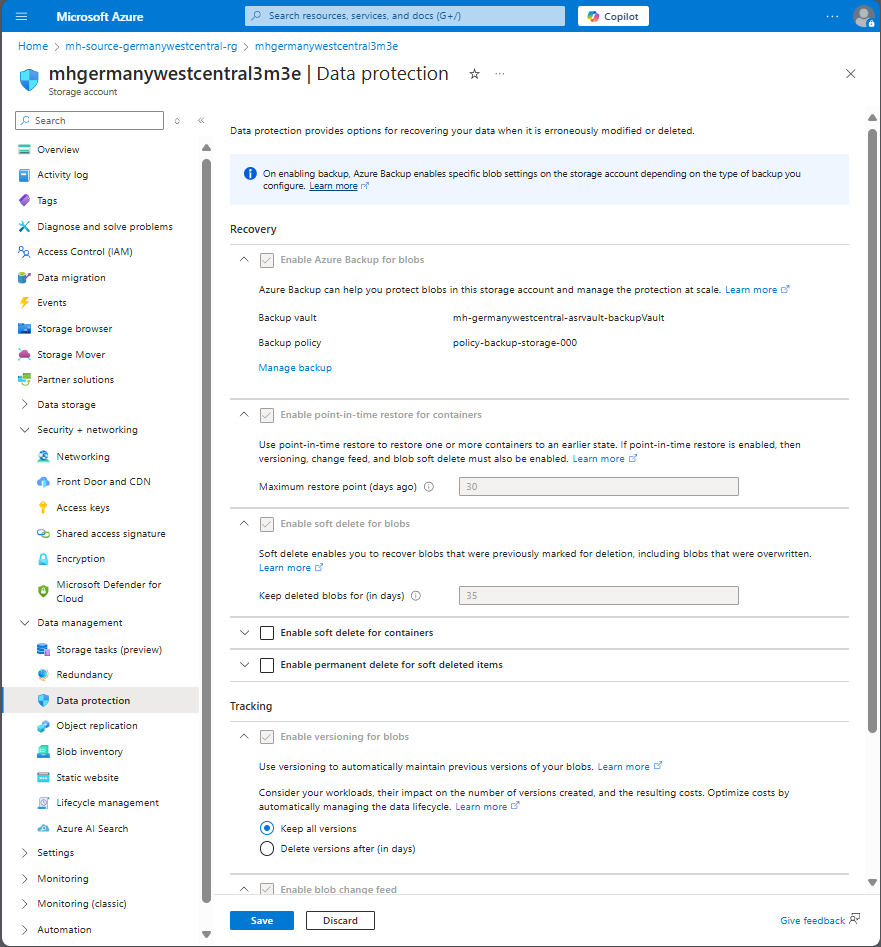 Microsoft Azure
Search resources, services, and docs (G+/)
Copilot
Home > mh-source-germanywestcentral-rg > mhgermanywestcentral3m3e
mhgermanywestcentral3m3e | Data protection
Storage account
Search
Overview
Activity log
Tags
Diagnose and solve problems
Access Control (IAM)
Data migration
Events
Storage browser
Storage Mover
Partner solutions
Data storage
Security + networking
Networking
Front Door and CDN
Access keys
Shared access signature
Encryption
Microsoft Defender for
Cloud
Data management
Storage tasks (preview)
Redundancy
Data protection
Object replication
Blob inventory
Static website
Lifecycle management
Azure AI Search
Settings
Monitoring
Monitoring (classic)
Automation
Data protection provides options for recovering your data when it is erroneously modified or deleted.
On enabling backup, Azure Backup enables specific blob settings on the storage account depending on the type of backup you
configure. Learn more
Recovery
Enable Azure Backup for blobs
Azure Backup can help you protect blobs in this storage account and manage the protection at scale. Learn more
Backup vault mh-germanywestcentral-asrvault-backupVault
Backup policy policy-backup-storage-000
Manage backup
Enable point-in-time restore for containers
Use point-in-time restore to restore one or more containers to an earlier state. If point-in-time restore is enabled, then
versioning, change feed, and blob soft delete must also be enabled. Learn more
Maximum restore point (days ago) 30
Enable soft delete for blobs
Soft delete enables you to recover blobs that were previously marked for deletion, including blobs that were overwritten.
Learn more
Keep deleted blobs for (in days) 35
Enable soft delete for containers
Enable permanent delete for soft deleted items
Tracking
Enable versioning for blobs
Use versioning to automatically maintain previous versions of your blobs. Learn more
Consider your workloads, their impact on the number of versions created, and the resulting costs. Optimize costs by
automatically managing the data lifecycle. Learn more
Keep all versions
Delete versions after (in days)
Enable blob change feed
Save
Discard
Give feedback